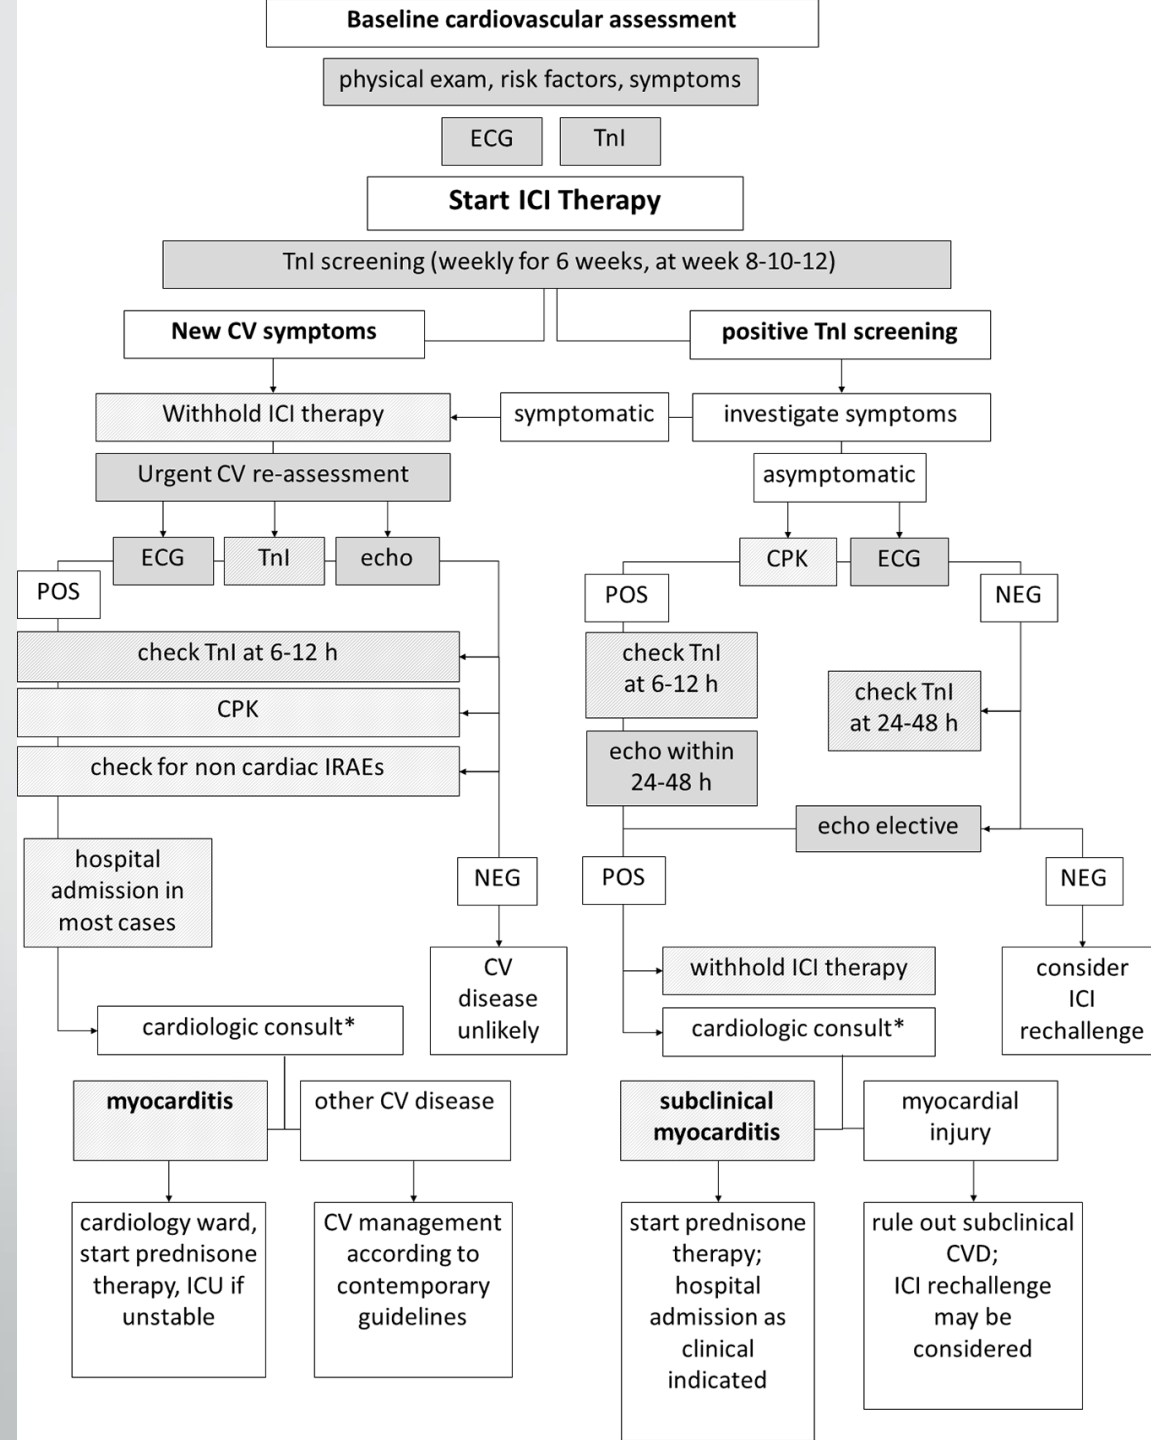 Baseline cardiovascular assessment
physical exam, risk factors, symptoms
ECG
TnI
Start ICI Therapy
TnI screening (weekly for 6 weeks, at week 8-10-12)
New CV symptoms
positive TnI screening
Withhold ICI therapy
symptomatic
investigate symptoms
Urgent CV re-assessment
asymptomatic
ECG
TnI
echo
CPK
ECG
POS
POS
NEG
check TnI at 6-12 h
CPK
check for non cardiac IRAEs
check TnI
at 6-12 h
check TnI
at 24-48 h
echo within
24-48 h
echo elective
hospital
admission in
most cases
NEG
POS
NEG
CV
disease
unlikely
withhold ICI therapy
consider
ICI
rechallenge
cardiologic consult*
cardiologic consult*
myocarditis
other CV disease
subclinical
myocarditis
myocardial
injury
cardiology ward,
start prednisone
therapy, ICU if
unstable
CV management
according to
contemporary
guidelines
start prednisone
therapy;
hospital
admission as
clinical
indicated
rule out subclinical
CVD;
ICI rechallenge
may be
considered